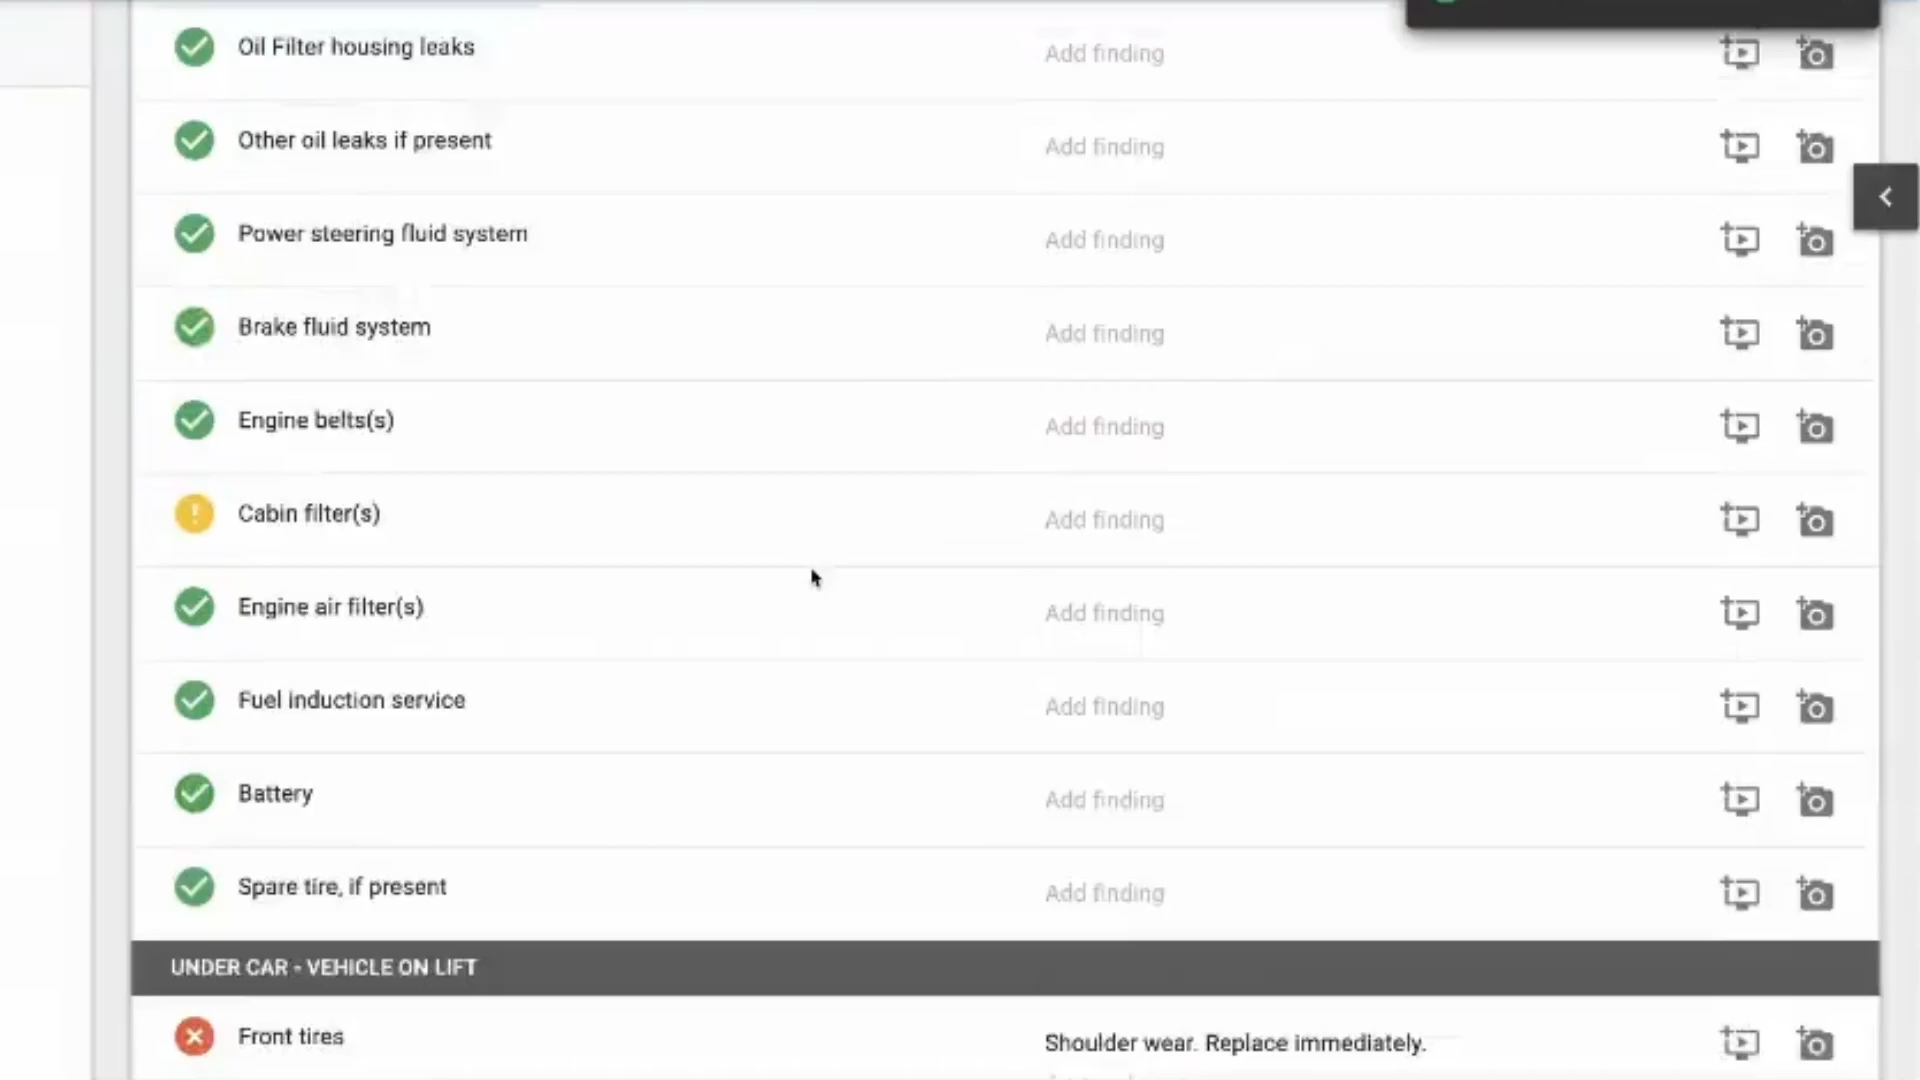 Oil Filter housing leaks
Add finding
Other oil leaks if present
Add finding
Power steering fluid system
Add finding
Brake fluid system
Add finding
Engine belts(s)
Add finding
Cabin filter(s)
Add finding
Engine air filter(s)
Add finding
Fuel induction service
Add finding
Battery
Add finding
Spare tire, if present
Add finding
UNDER CAR - VEHICLE ON LIFT
Front tires
Shoulder wear. Replace immediately.